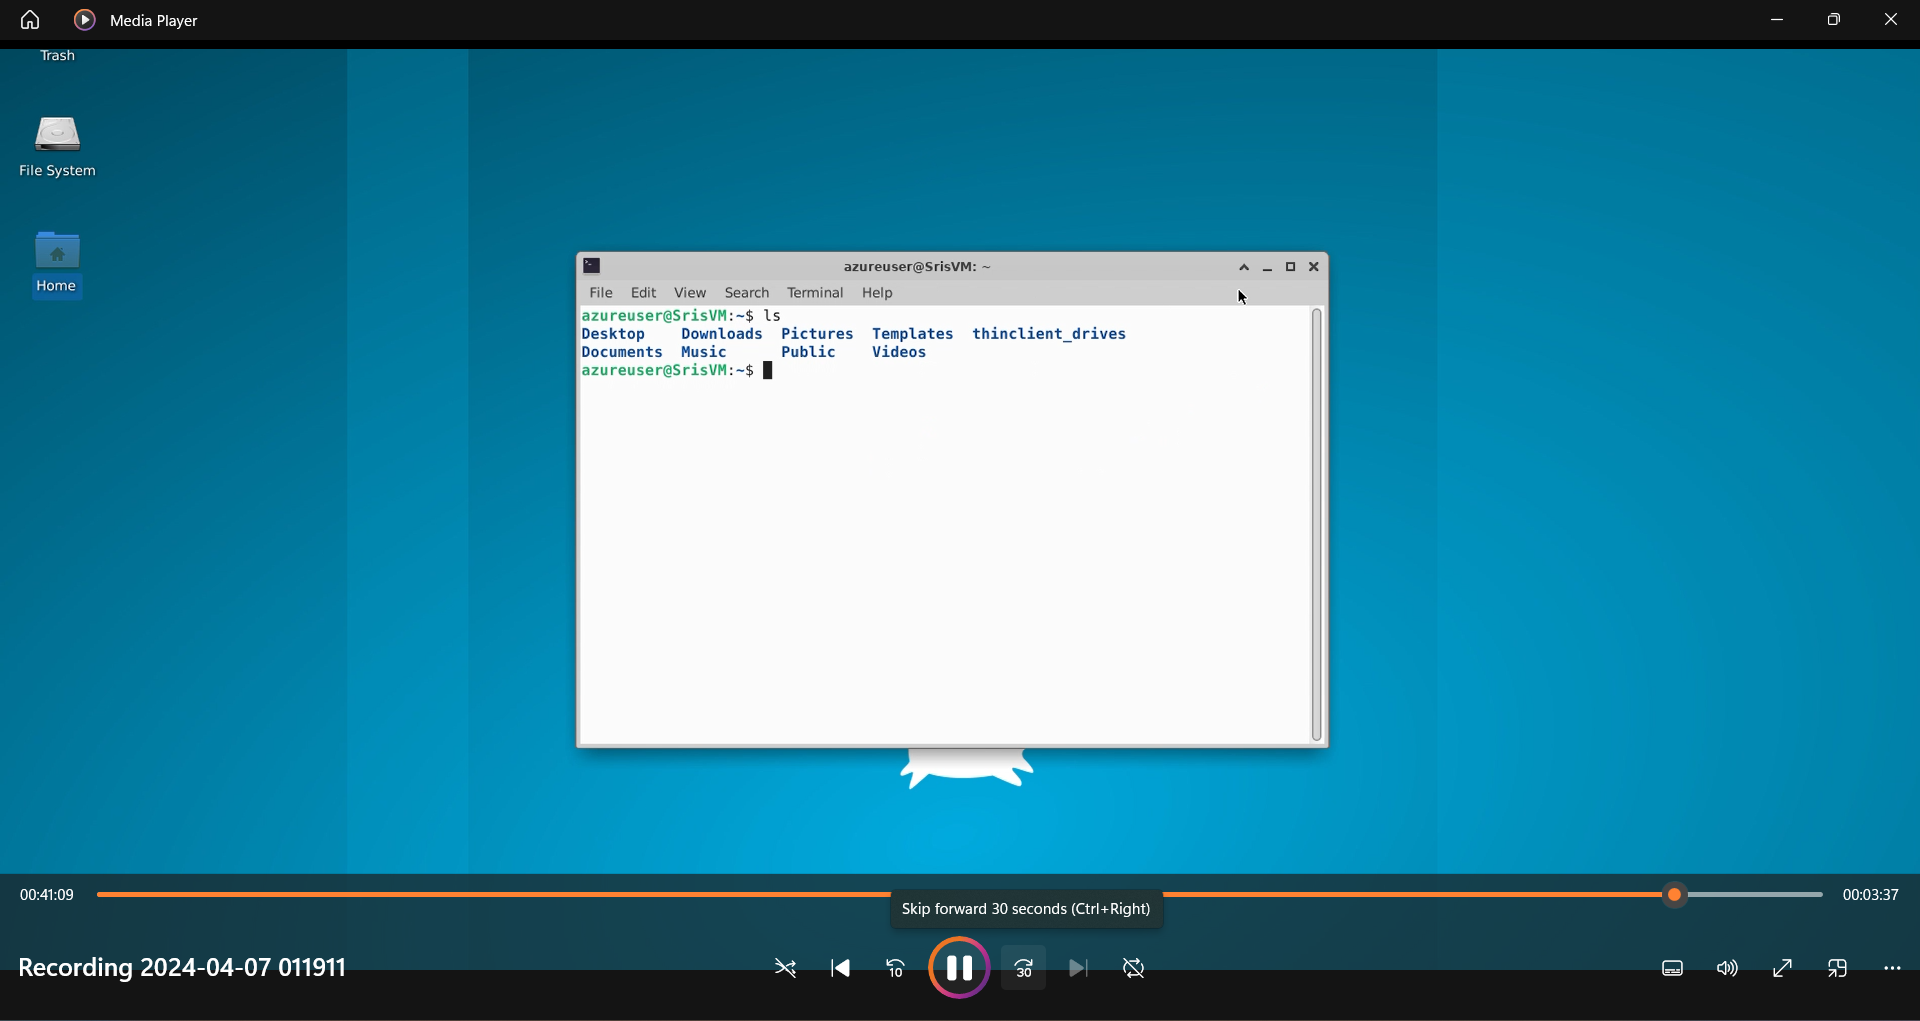 Media Player
Trash
File System
Home
azureuser@SrisVM: ~
File Edit View Search Terminal Help
azureuser@SrisVM:~$ ls
Desktop Downloads Pictures Templates thinclient_drives
Documents Music Public Videos
azureuser@SrisVM:~$
00:41:09
00:03:37
Skip forward 30 seconds (Ctrl+Right)
Recording 2024-04-07 011911
10
30